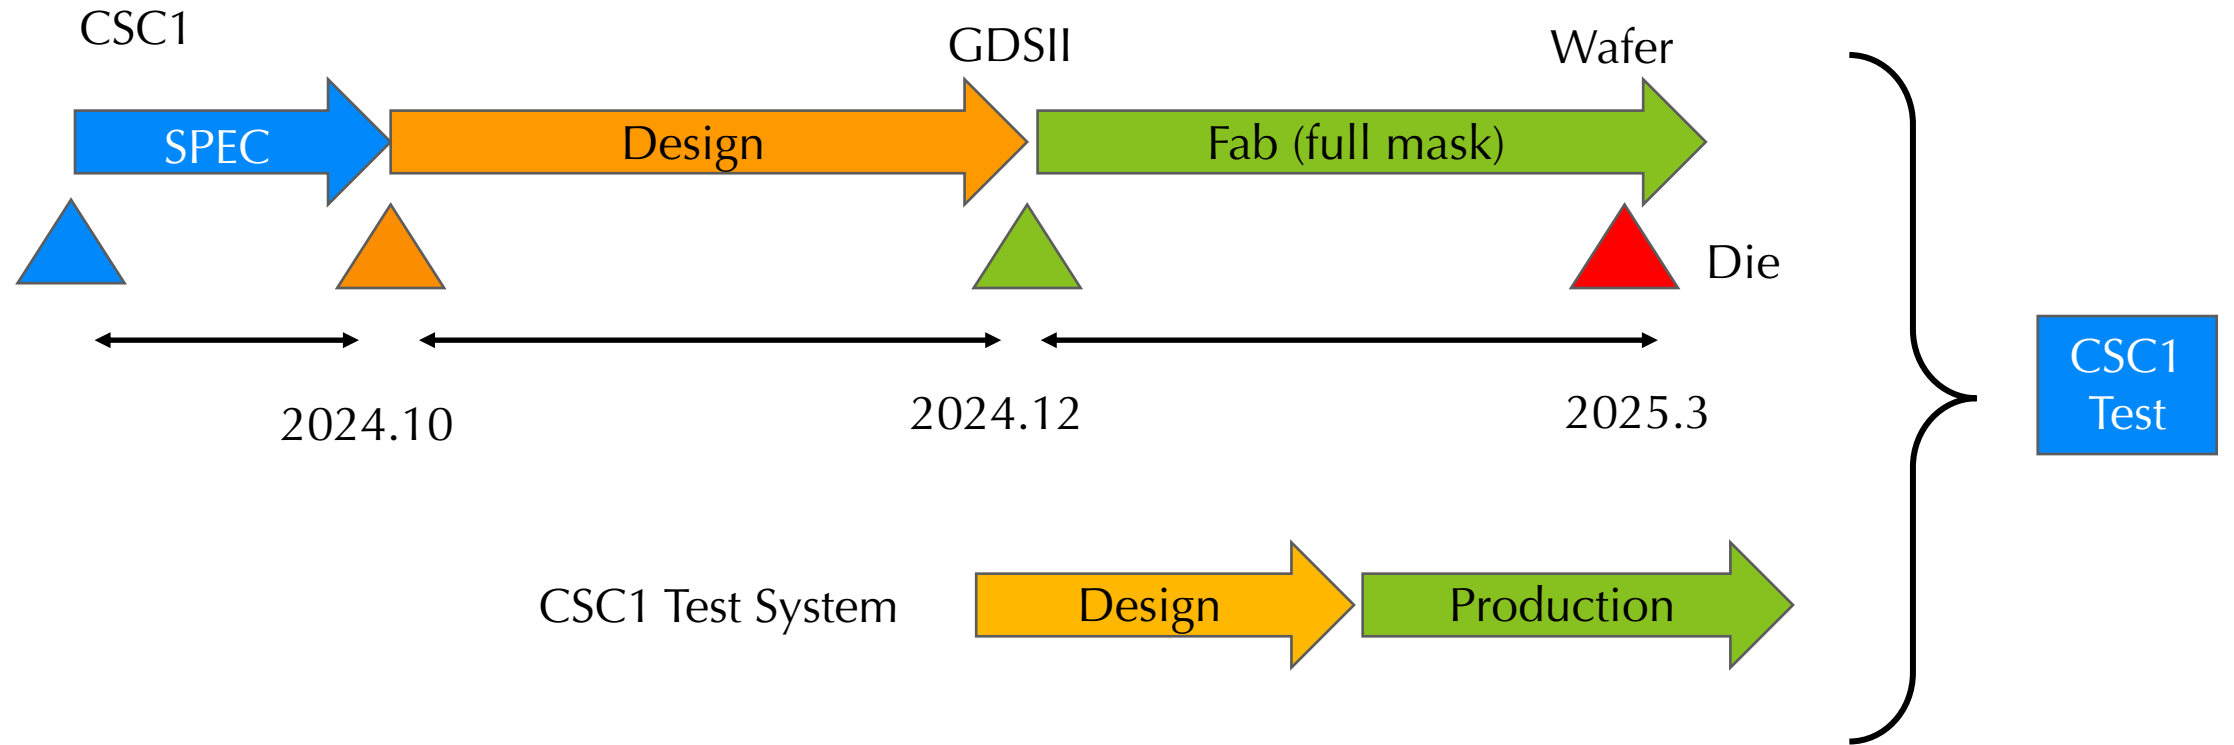 CSC1
GDSII
Wafer
SPEC
Design
Fab (full mask)
Die
2024.10
2024.12
2025.3
CSC1
Test
CSC1 Test System
Design
Production